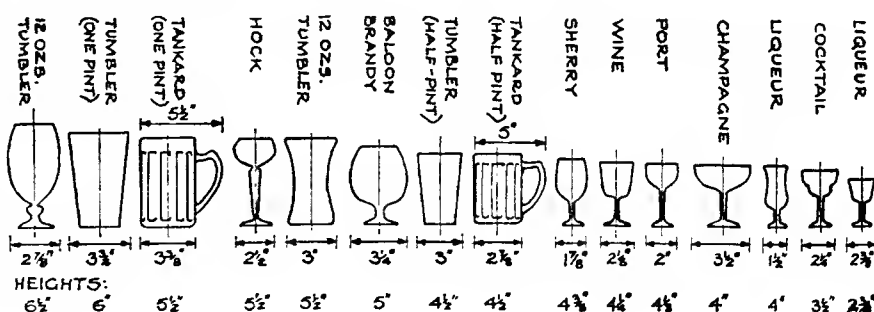 12 OZS.
TUMBLER
TUMBLER
(ONE PINT)
TANKARD
(ONE PINT)
HOCK
12 OZS.
TUMBLER
BALOON
BRANDY
TUMBLER
(HALF-PINT)
TANKARD
(HALF PINT)
SHERRY
WINE
PORT
CHAMPAGNE
LIQUEUR
COCKTAIL
LIQUEUR
5½"
5"
2⅞" 3¾" 3⅜" 2½" 3" 3¼" 3" 2⅞" 1⅞" 2⅛" 2" 3½" 1½" 2¼"
HEIGHTS:
6½" 6" 5½" 5½" 5½" 5" 4½" 4½" 4⅜" 4¼" 4⅛" 4" 4" 3½"